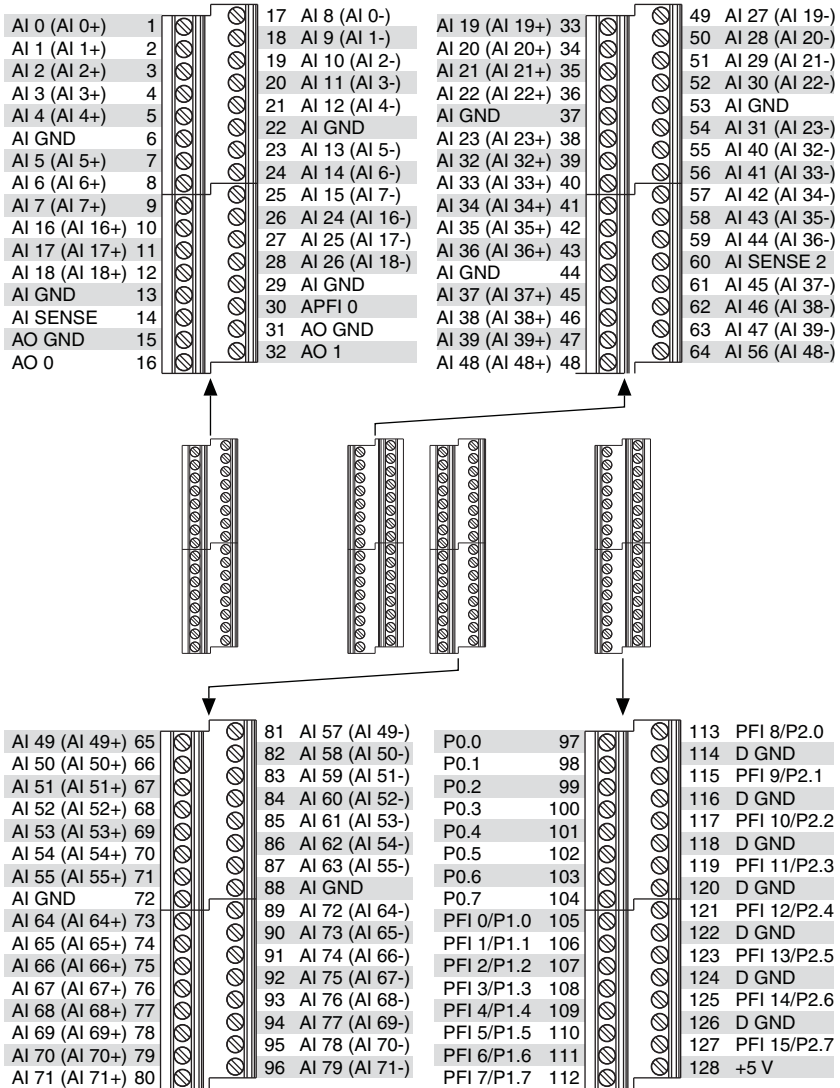 AI 0 (AI 0+) 1
AI 1 (AI 1+) 2
AI 2 (AI 2+) 3
AI 3 (AI 3+) 4
AI 4 (AI 4+) 5
AI GND 6
AI 5 (AI 5+) 7
AI 6 (AI 6+) 8
AI 7 (AI 7+) 9
AI 16 (AI 16+) 10
AI 17 (AI 17+) 11
AI 18 (AI 18+) 12
AI GND 13
AI SENSE 14
AO GND 15
AO 0 16
17 AI 8 (AI 0-)
18 AI 9 (AI 1-)
19 AI 10 (AI 2-)
20 AI 11 (AI 3-)
21 AI 12 (AI 4-)
22 AI GND
23 AI 13 (AI 5-)
24 AI 14 (AI 6-)
25 AI 15 (AI 7-)
26 AI 24 (AI 16-)
27 AI 25 (AI 17-)
28 AI 26 (AI 18-)
29 AI GND
30 APFI 0
31 AO GND
32 AO 1
AI 19 (AI 19+) 33
AI 20 (AI 20+) 34
AI 21 (AI 21+) 35
AI 22 (AI 22+) 36
AI GND 37
AI 23 (AI 23+) 38
AI 32 (AI 32+) 39
AI 33 (AI 33+) 40
AI 34 (AI 34+) 41
AI 35 (AI 35+) 42
AI 36 (AI 36+) 43
AI GND 44
AI 37 (AI 37+) 45
AI 38 (AI 38+) 46
AI 39 (AI 39+) 47
AI 48 (AI 48+) 48
49 AI 27 (AI 19-)
50 AI 28 (AI 20-)
51 AI 29 (AI 21-)
52 AI 30 (AI 22-)
53 AI GND
54 AI 31 (AI 23-)
55 AI 40 (AI 32-)
56 AI 41 (AI 33-)
57 AI 42 (AI 34-)
58 AI 43 (AI 35-)
59 AI 44 (AI 36-)
60 AI SENSE 2
61 AI 45 (AI 37-)
62 AI 46 (AI 38-)
63 AI 47 (AI 39-)
64 AI 56 (AI 48-)
AI 49 (AI 49+) 65
AI 50 (AI 50+) 66
AI 51 (AI 51+) 67
AI 52 (AI 52+) 68
AI 53 (AI 53+) 69
AI 54 (AI 54+) 70
AI 55 (AI 55+) 71
AI GND 72
AI 64 (AI 64+) 73
AI 65 (AI 65+) 74
AI 66 (AI 66+) 75
AI 67 (AI 67+) 76
AI 68 (AI 68+) 77
AI 69 (AI 69+) 78
AI 70 (AI 70+) 79
AI 71 (AI 71+) 80
81 AI 57 (AI 49-)
82 AI 58 (AI 50-)
83 AI 59 (AI 51-)
84 AI 60 (AI 52-)
85 AI 61 (AI 53-)
86 AI 62 (AI 54-)
87 AI 63 (AI 55-)
88 AI GND
89 AI 72 (AI 64-)
90 AI 73 (AI 65-)
91 AI 74 (AI 66-)
92 AI 75 (AI 67-)
93 AI 76 (AI 68-)
94 AI 77 (AI 69-)
95 AI 78 (AI 70-)
96 AI 79 (AI 71-)
P0.0 97
P0.1 98
P0.2 99
P0.3 100
P0.4 101
P0.5 102
P0.6 103
P0.7 104
PFI 0/P1.0 105
PFI 1/P1.1 106
PFI 2/P1.2 107
PFI 3/P1.3 108
PFI 4/P1.4 109
PFI 5/P1.5 110
PFI 6/P1.6 111
PFI 7/P1.7 112
113 PFI 8/P2.0
114 D GND
115 PFI 9/P2.1
116 D GND
117 PFI 10/P2.2
118 D GND
119 PFI 11/P2.3
120 D GND
121 PFI 12/P2.4
122 D GND
123 PFI 13/P2.5
124 D GND
125 PFI 14/P2.6
126 D GND
127 PFI 15/P2.7
128 +5 V